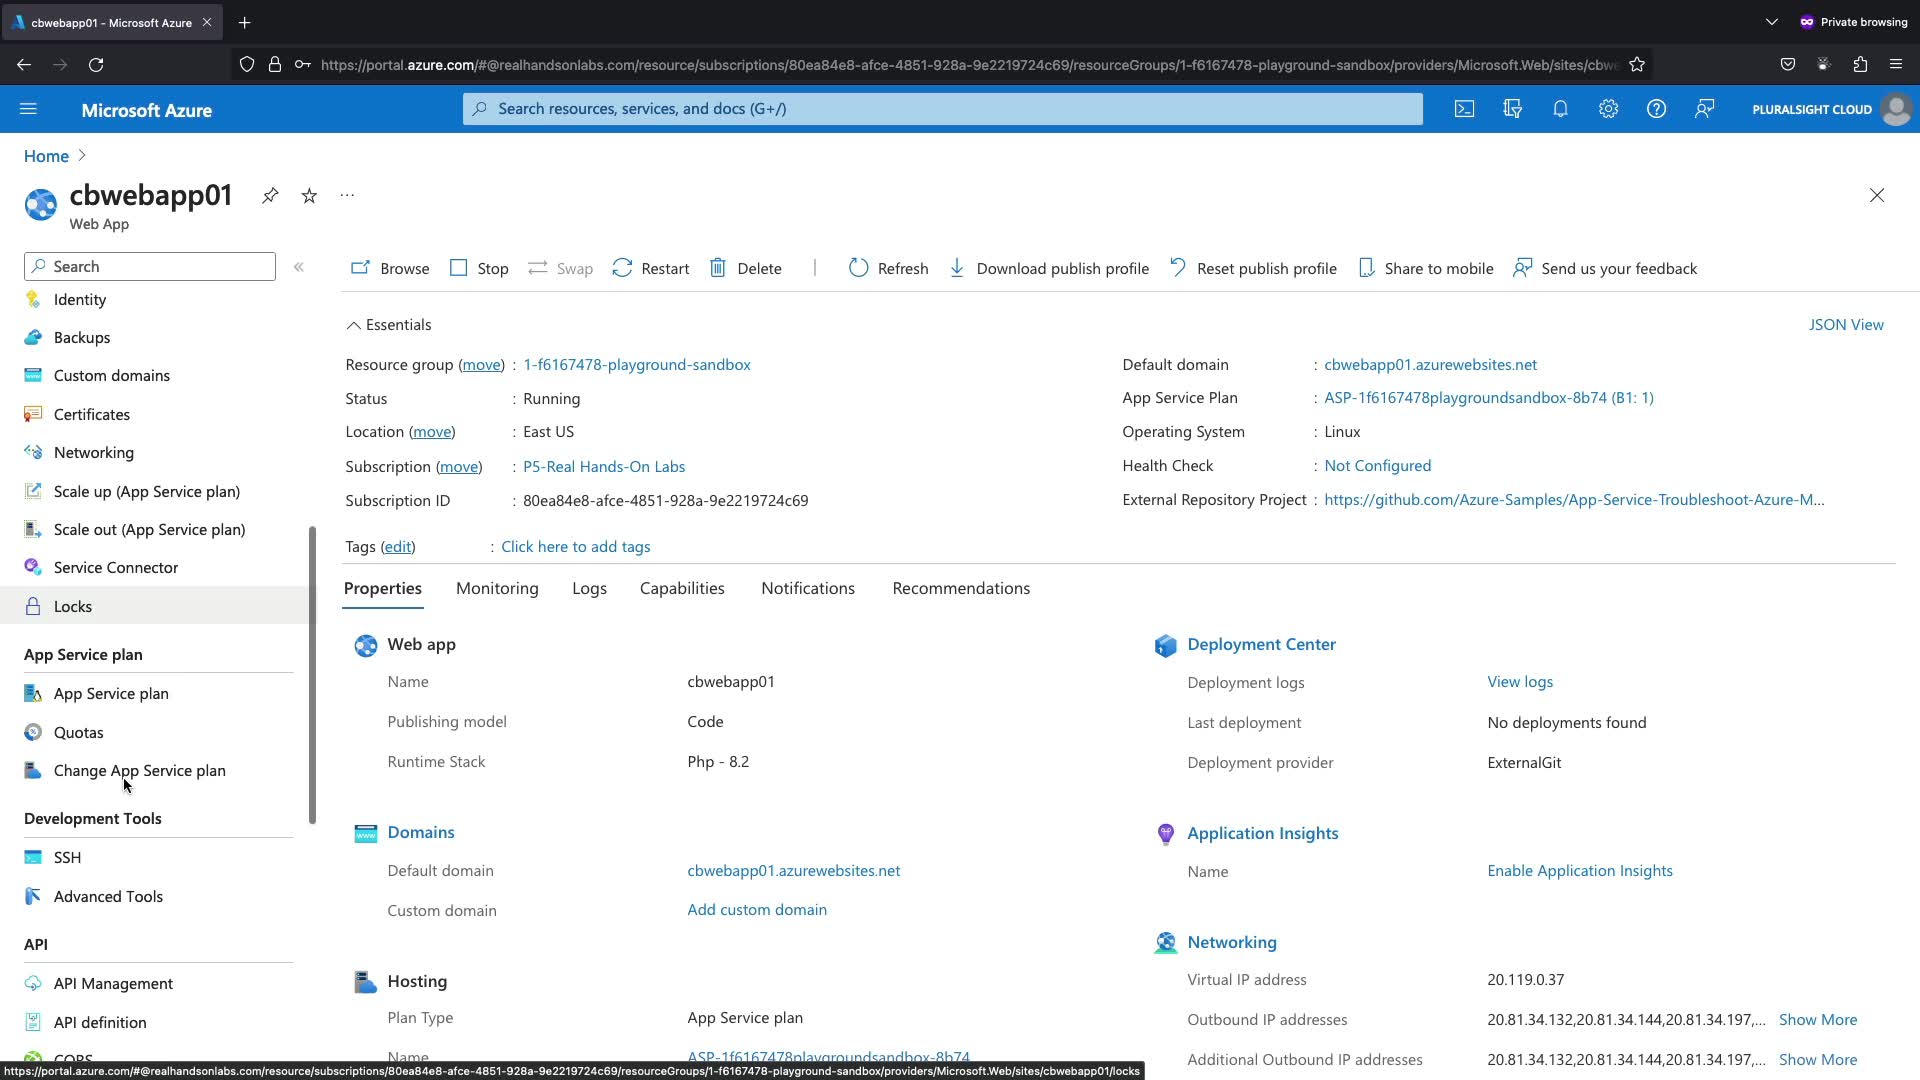 cbwebapp01 - Microsoft Azure
Private browsing
https://portal.azure.com/#@realhandsonlabs.com/resource/subscriptions/80ea84e8-afce-4851-928a-9e2219724c69/resourceGroups/1-f6167478-playground-sandbox/providers/Microsoft.Web/sites/cbwe
Microsoft Azure
Search resources, services, and docs (G+/)
PLURALSIGHT CLOUD
Home
cbwebapp01
Web App
Search
Identity
Backups
Custom domains
Certificates
Networking
Scale up (App Service plan)
Scale out (App Service plan)
Service Connector
Locks
App Service plan
App Service plan
Quotas
Change App Service plan
Development Tools
SSH
Advanced Tools
API
API Management
API definition
CORS
Browse
Stop
Swap
Restart
Delete
Refresh
Download publish profile
Reset publish profile
Share to mobile
Send us your feedback
Essentials
JSON View
Resource group (move) : 1-f6167478-playground-sandbox
Status : Running
Location (move) : East US
Subscription (move) : P5-Real Hands-On Labs
Subscription ID : 80ea84e8-afce-4851-928a-9e2219724c69
Default domain : cbwebapp01.azurewebsites.net
App Service Plan : ASP-1f6167478playgroundsandbox-8b74 (B1: 1)
Operating System : Linux
Health Check : Not Configured
External Repository Project : https://github.com/Azure-Samples/App-Service-Troubleshoot-Azure-M...
Tags (edit) : Click here to add tags
Properties
Monitoring
Logs
Capabilities
Notifications
Recommendations
Web app
Name cbwebapp01
Publishing model Code
Runtime Stack Php - 8.2
Domains
Default domain cbwebapp01.azurewebsites.net
Custom domain Add custom domain
Hosting
Plan Type App Service plan
Name ASP-1f6167478playgroundsandbox-8b74
Deployment Center
Deployment logs View logs
Last deployment No deployments found
Deployment provider ExternalGit
Application Insights
Name Enable Application Insights
Networking
Virtual IP address 20.119.0.37
Outbound IP addresses 20.81.34.132,20.81.34.144,20.81.34.197,... Show More
Additional Outbound IP addresses 20.81.34.132,20.81.34.144,20.81.34.197,... Show More
https://portal.azure.com/#@realhandsonlabs.com/resource/subscriptions/80ea84e8-afce-4851-928a-9e2219724c69/resourceGroups/1-f6167478-playground-sandbox/providers/Microsoft.Web/sites/cbwebapp01/locks